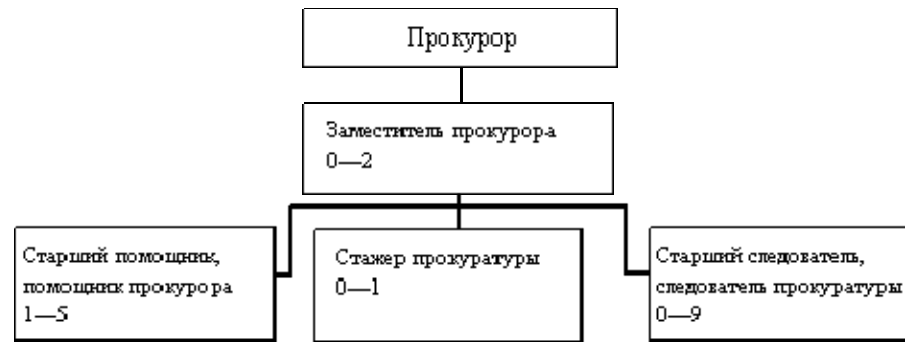 Прокурор
Заместитель прокурора
0—2
Старший помощник,
помощник прокурора
1—5
Стажер прокуратуры
0—1
Старший следователь,
следователь прокуратуры
0—9